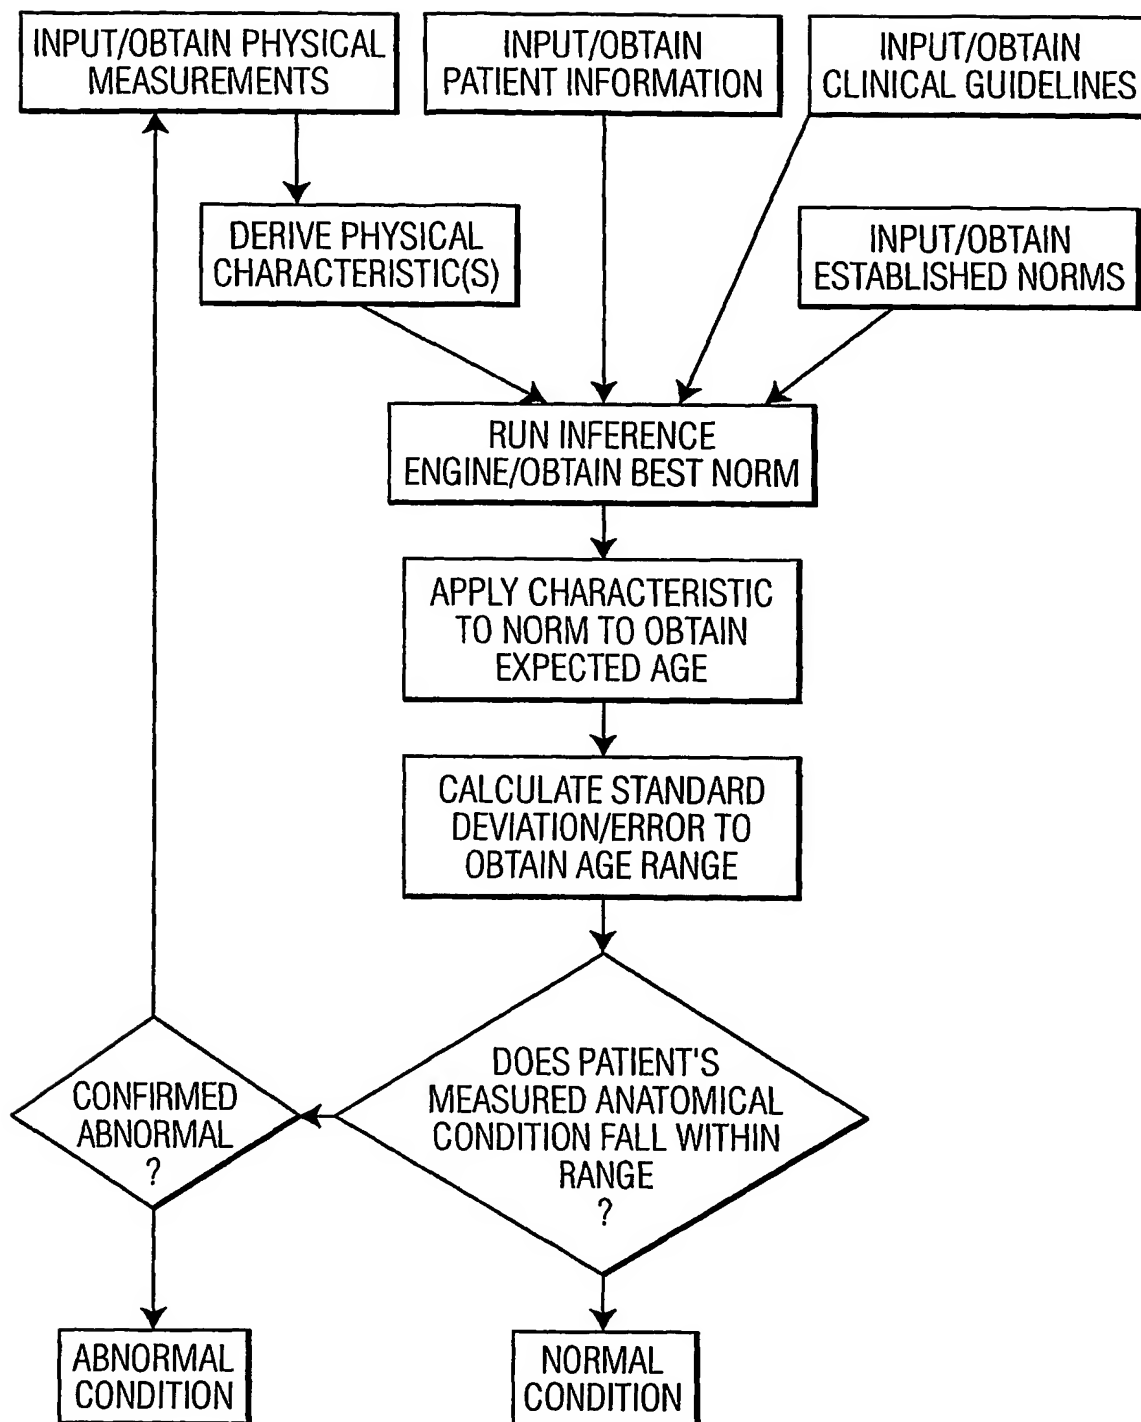 INPUT/OBTAIN PHYSICAL
MEASUREMENTS
INPUT/OBTAIN
PATIENT INFORMATION
INPUT/OBTAIN
CLINICAL GUIDELINES
DERIVE PHYSICAL
CHARACTERISTIC(S)
INPUT/OBTAIN
ESTABLISHED NORMS
RUN INFERENCE
ENGINE/OBTAIN BEST NORM
APPLY CHARACTERISTIC
TO NORM TO OBTAIN
EXPECTED AGE
CALCULATE STANDARD
DEVIATION/ERROR TO
OBTAIN AGE RANGE
DOES PATIENT'S
MEASURED ANATOMICAL
CONDITION FALL WITHIN
RANGE
?
CONFIRMED
ABNORMAL
?
ABNORMAL
CONDITION
NORMAL
CONDITION